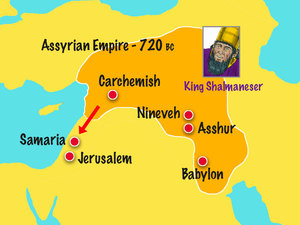 Assyrian Empire - 720 BC
King Shalmaneser
Carchemish
Nineveh
Asshur
Samaria
Jerusalem
Babylon